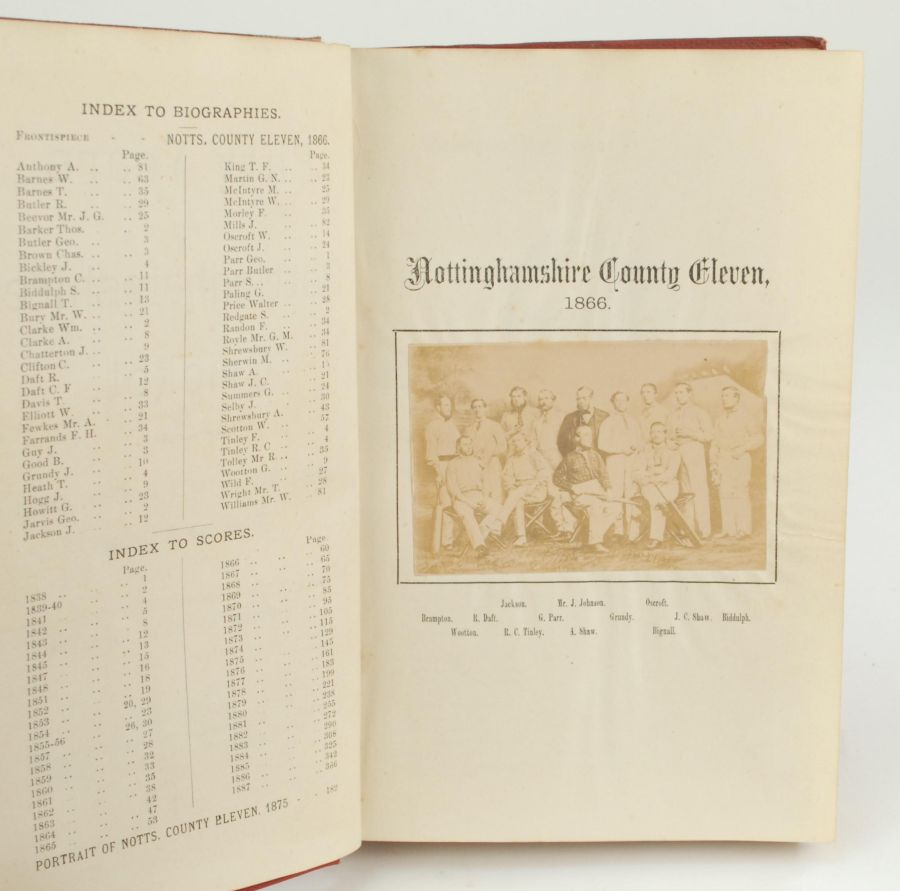 INDEX TO BIOGRAPHIES.
FRONTISPIECE - - NOTTS. COUNTY ELEVEN, 1866.
Page.
Anthony A. .. .. 81
Barnes W. .. .. 63
Barnes T. .. .. 35
Butler R. .. .. 29
Beevor Mr. J. G. .. 25
Barker Thos. .. 2
Butler Geo. .. 3
Brown Chas. .. .. 3
Bickley J. .. 4
Brampton C. .. .. 11
Biddulph S. .. .. 11
Bignall T. .. .. 13
Bury Mr. W. .. .. 21
Clarke Wm. .. .. 2
Clarke A. .. .. 8
Chatterton J. .. 9
Clifton C. .. .. 23
Daft R. .. .. 5
Daft C. F .. 12
Davis T. .. 8
Elliott W. .. .. 33
Fewkes Mr. A. .. 21
Farrands F. H. .. 34
Guy J. .. .. 3
Good B. .. .. 3
Grundy J. .. .. 10
Heath T. .. .. 4
Hogg J. .. .. 9
Howitt G. .. .. 23
Jarvis Geo. .. .. 2
Jackson J. .. .. 12
Page.
King T. F. .. .. 34
Martin G. N. .. .. 23
McIntyre M. .. 25
McIntyre W. .. .. 29
Morley F. .. .. 35
Mills J. .. .. 82
Oscroft W. .. .. 14
Oscroft J. .. .. 24
Parr Geo. .. .. 1
Parr Butler .. .. 3
Parr S. .. .. 8
Paling G. .. 21
Price Walter .. .. 28
Redgate S. .. .. 2
Randon F. .. .. 34
Royle Mr. G. M. .. 34
Shrewsbury W. .. 81
Sherwin M. .. .. 76
Shaw A. .. ..
Shaw J. C. .. 21
Summers G. .. .. 24
Selby J. .. .. 30
Shrewsbury A. .. 43
Scotton W. .. .. 57
Tinley F. .. .. 4
Tinley R. C. .. .. 4
Tolley Mr R. .. .. 35
Wootton G. .. .. 9
Wild F. .. .. 27
Wright Mr. T. .. 28
Williams Mr. W. .. 81
INDEX TO SCORES.
Page.
1838 .. .. 1
1839-40 .. .. 2
1841 .. .. 4
1842 .. .. 5
1843 .. .. 8
1844 .. .. 12
1845 .. .. 13
1847 .. .. 15
1848 .. .. 16
1851 .. .. 18
1852 .. .. 19
1853 .. .. 20, 29
1854 .. .. 23
1855-56 .. .. 26, 30
1857 .. .. 27
1858 .. .. 28
1859 .. .. 32
1860 .. .. 33
1861 .. .. 35
1862 .. .. 38
1863 .. .. 42
1864 .. .. 47
1865 .. .. 53
Page
1866 .. .. 60
1867 .. .. 65
1868 .. .. 70
1869 .. .. 75
1870 .. .. 85
1871 .. .. 95
1872 .. .. 105
1873 .. .. 115
1874 .. .. 129
1875 .. .. 145
1876 .. .. 161
1877 .. .. 183
1878 .. .. 199
1879 .. .. 221
1880 .. .. 238
1881 .. .. 255
1882 .. .. 272
1883 .. .. 290
1884 .. .. 308
1885 .. .. 325
1886 .. .. 342
1887 .. .. 356
PORTRAIT OF NOTTS. COUNTY ELEVEN. 1875 - - 182
Nottinghamshire County Eleven,
1866.
Jackson. Mr. J. Johnson. Oscroft.
Brampton. R. Daft. G. Parr. Grundy. J. C. Shaw. Biddulph.
Wootton. R. C. Tinley. A. Shaw. Bignall.